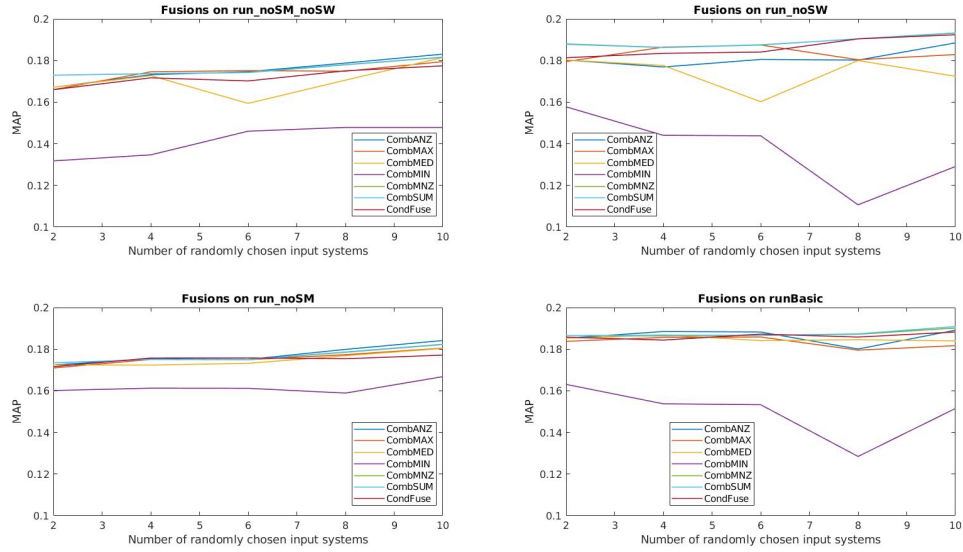 Fusions on run_noSM_noSW
0.2
0.18
0.16
0.14
0.12
0.1
MAP
CombANZ
CombMAX
CombMED
CombMIN
CombMNZ
CombSUM
CondFuse
2 3 4 5 6 7 8 9 10
Number of randomly chosen input systems
Fusions on run_noSW
0.2
0.18
0.16
0.14
0.12
0.1
MAP
CombANZ
CombMAX
CombMED
CombMIN
CombMNZ
CombSUM
CondFuse
2 3 4 5 6 7 8 9 10
Number of randomly chosen input systems
Fusions on run_noSM
0.2
0.18
0.16
0.14
0.12
0.1
MAP
CombANZ
CombMAX
CombMED
CombMIN
CombMNZ
CombSUM
CondFuse
2 3 4 5 6 7 8 9 10
Number of randomly chosen input systems
Fusions on runBasic
0.2
0.18
0.16
0.14
0.12
0.1
MAP
CombANZ
CombMAX
CombMED
CombMIN
CombMNZ
CombSUM
CondFuse
2 3 4 5 6 7 8 9 10
Number of randomly chosen input systems